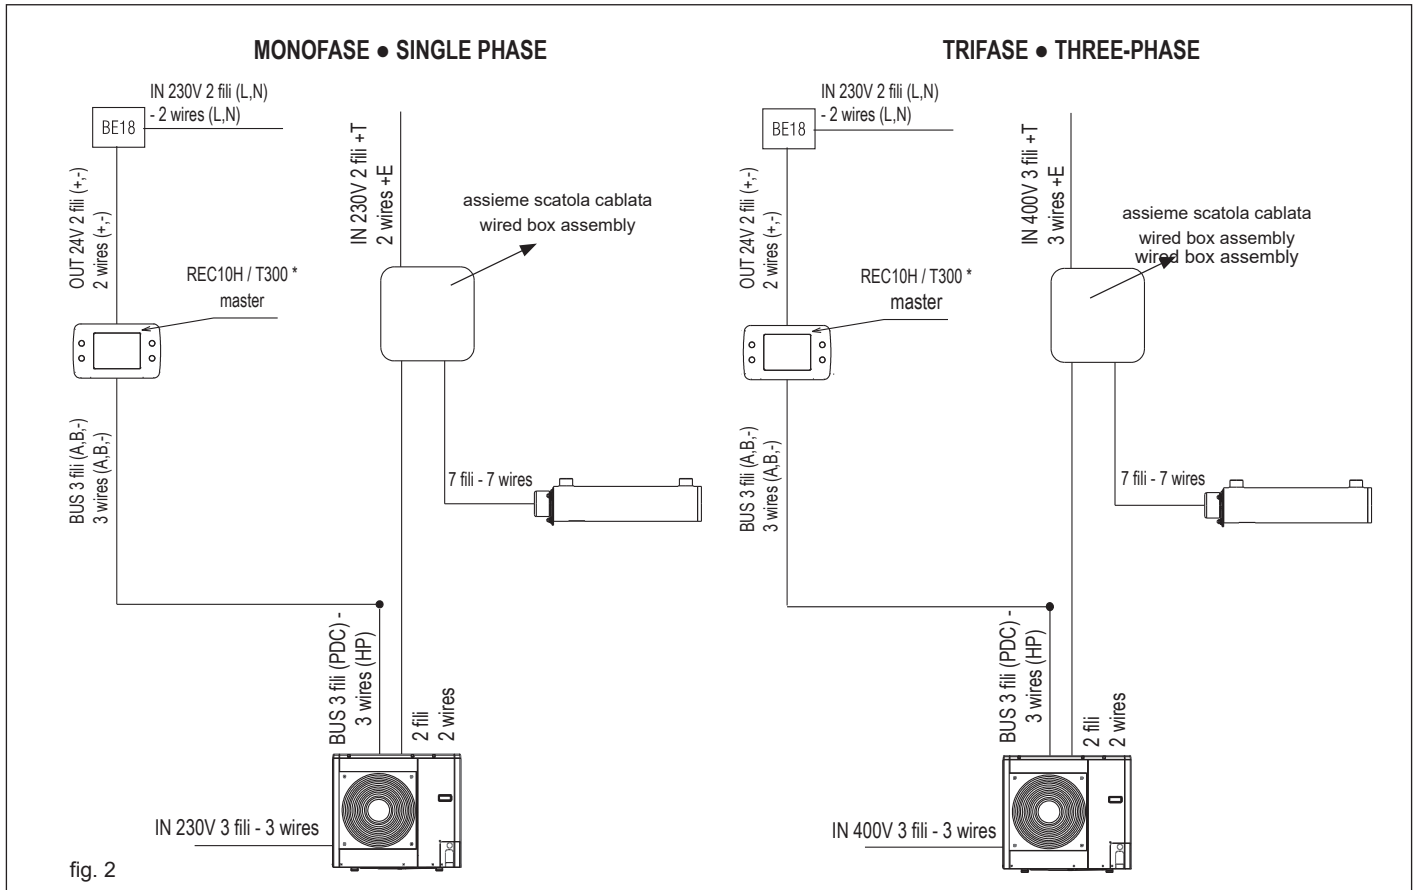 MONOFASE ● SINGLE PHASE
IN 230V 2 fili (L,N)
- 2 wires (L,N)
BE18
OUT 24V 2 fili (+,-)
2 wires (+,-)
IN 230V 2 fili +T
2 wires +E
assieme scatola cablata
wired box assembly
REC10H / T300 *
master
BUS 3 fili (A,B,-)
3 wires (A,B,-)
7 fili - 7 wires
BUS 3 fili (PDC) -
3 wires (HP)
2 fili
2 wires
IN 230V 3 fili - 3 wires
fig. 2
TRIFASE ● THREE-PHASE
IN 230V 2 fili (L,N)
- 2 wires (L,N)
BE18
OUT 24V 2 fili (+,-)
2 wires (+,-)
IN 400V 3 fili +T
3 wires +E
assieme scatola cablata
wired box assembly
wired box assembly
REC10H / T300 *
master
BUS 3 fili (A,B,-)
3 wires (A,B,-)
7 fili - 7 wires
BUS 3 fili (PDC) -
3 wires (HP)
2 fili
2 wires
IN 400V 3 fili - 3 wires